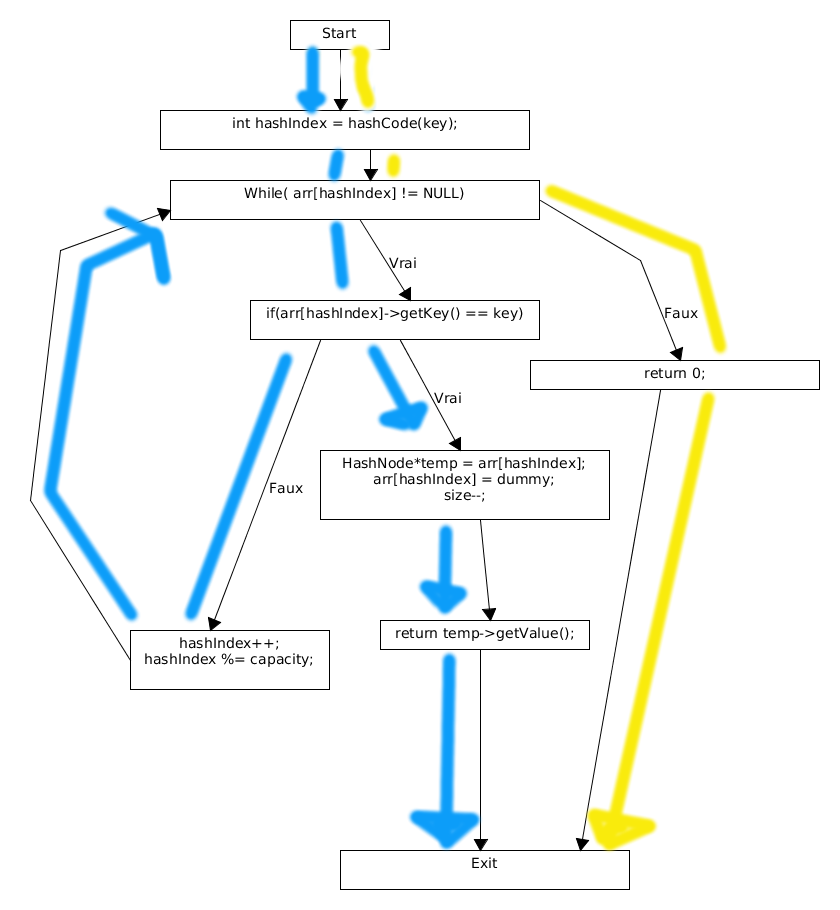 Start
int hashIndex = hashCode(key);
While( arr[hashIndex] != NULL)
Vrai
if(arr[hashIndex]->getKey() == key)
Faux
return 0;
Vrai
HashNode*temp = arr[hashIndex];
arr[hashIndex] = dummy;
size--;
Faux
return temp->getValue();
hashIndex++;
hashIndex %= capacity;
Exit